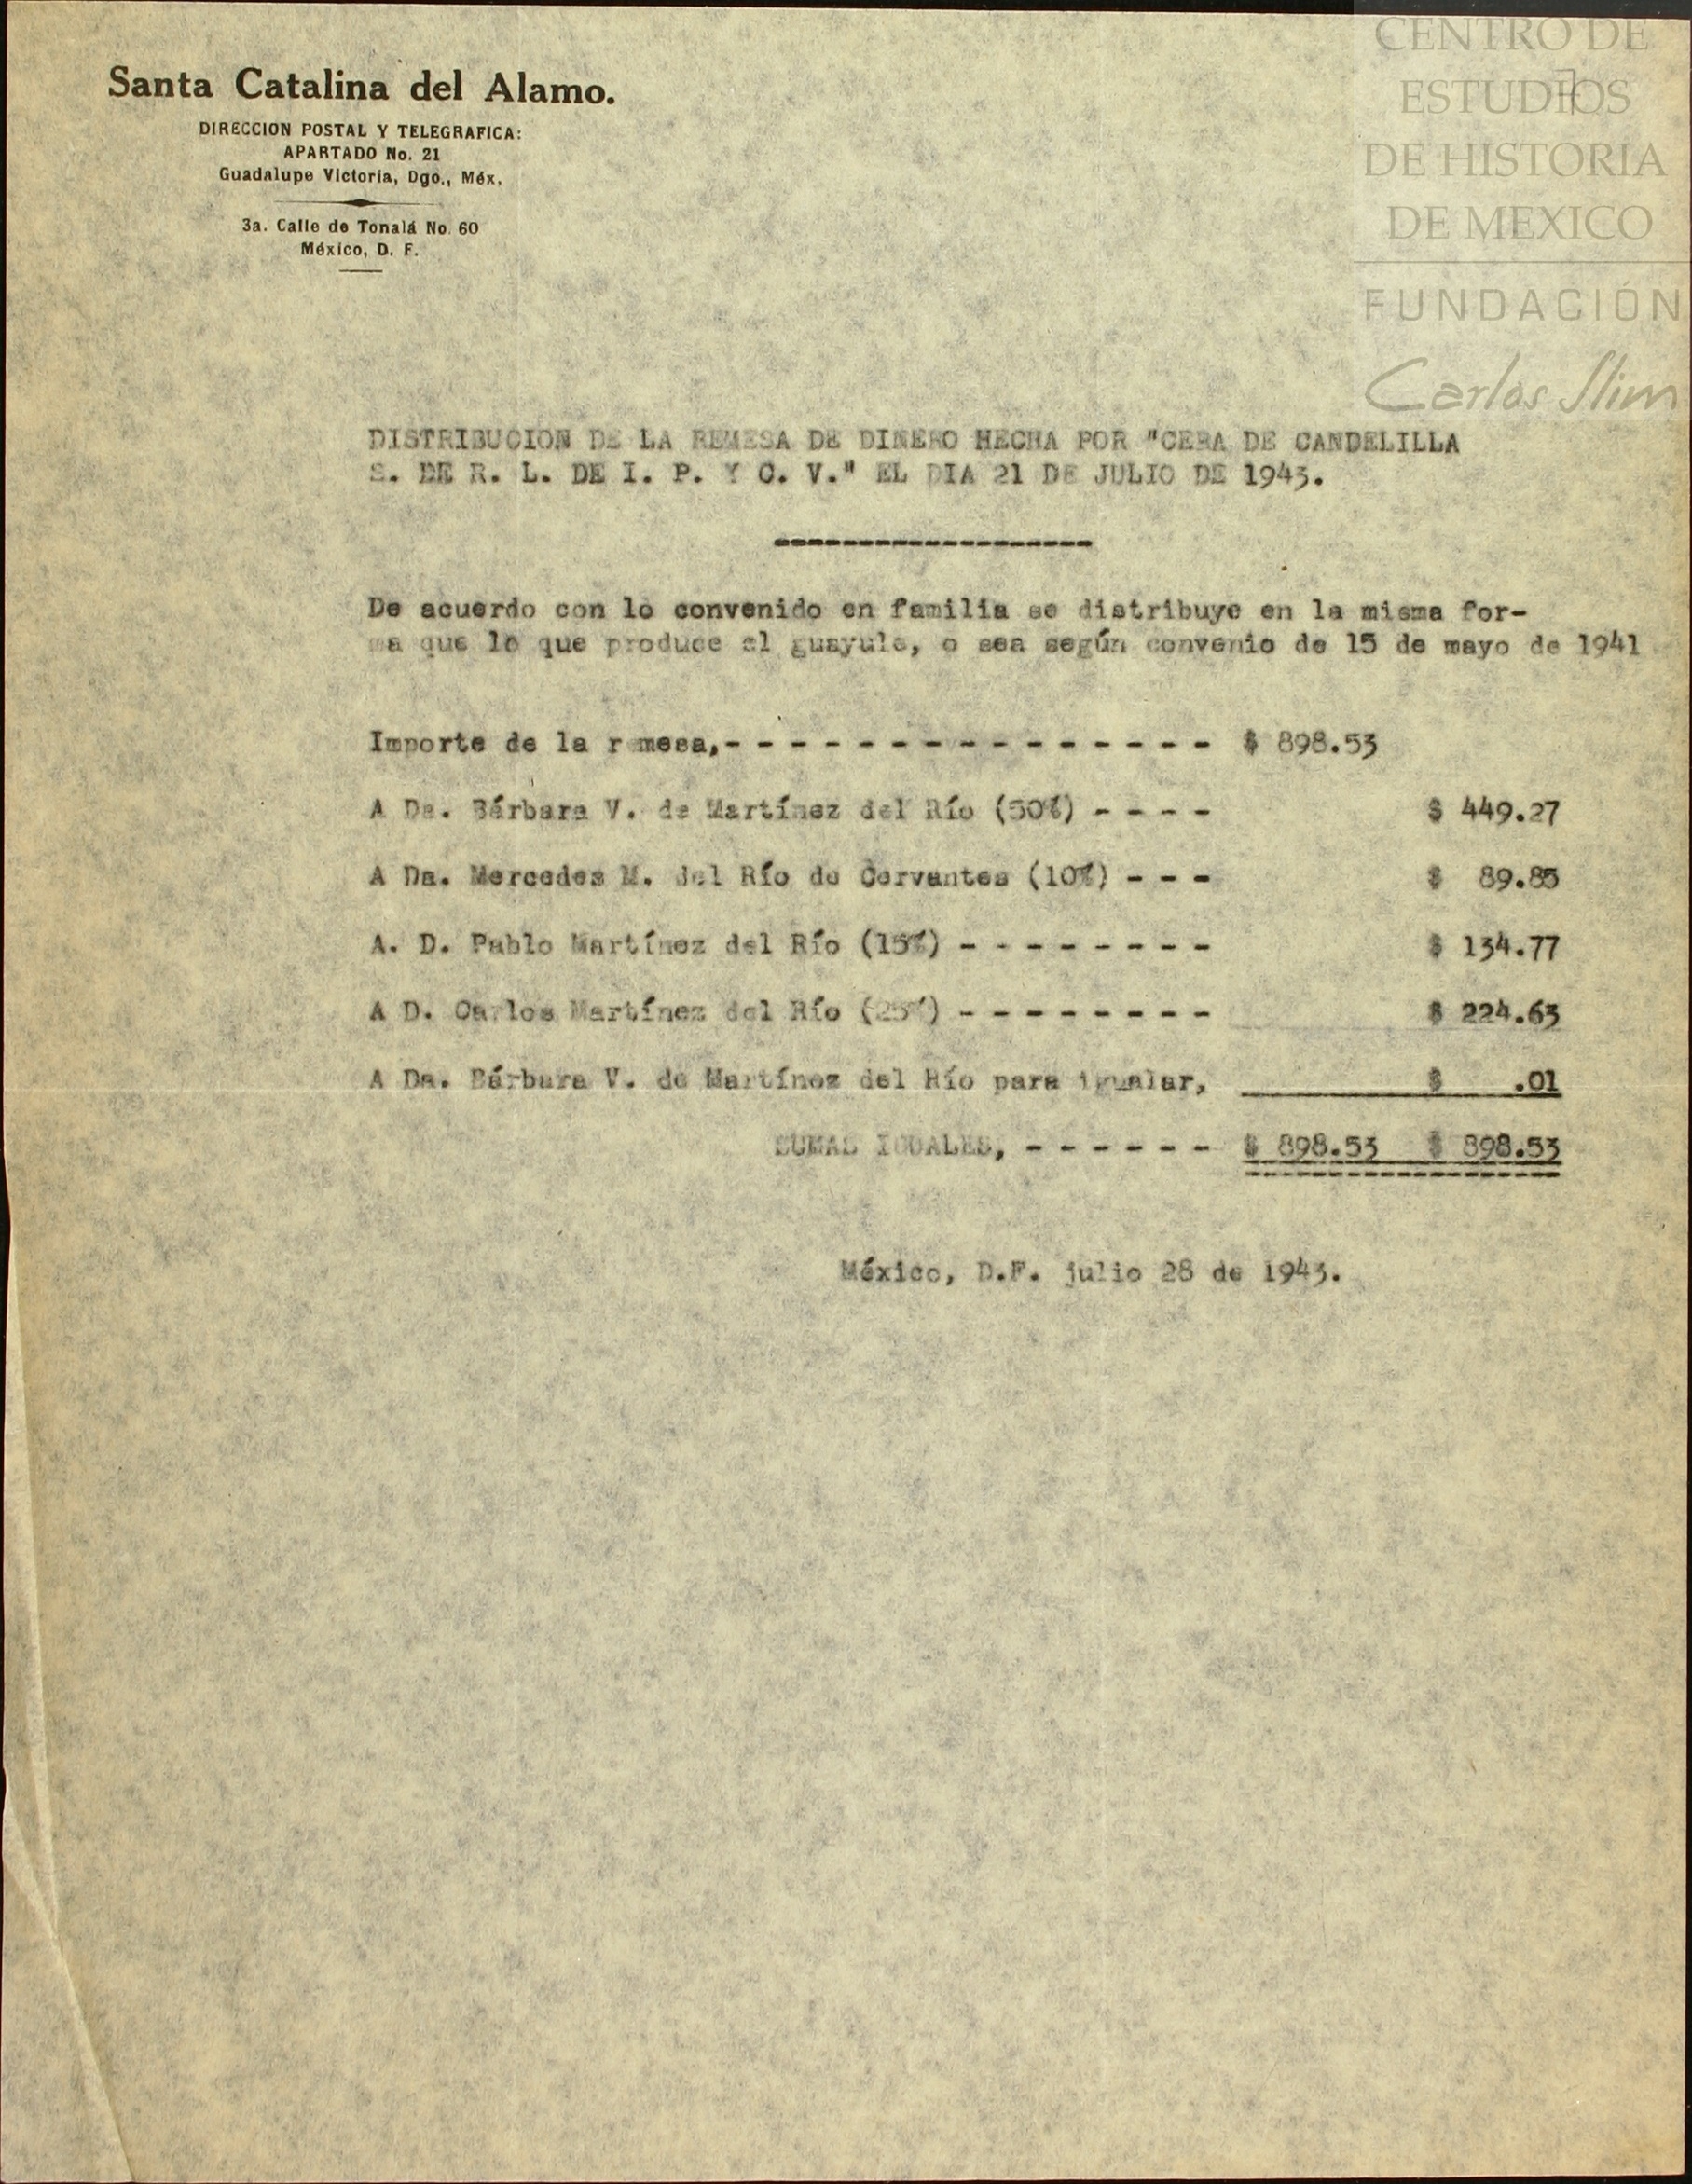 Santa Catalina del Alamo.
DIRECCION POSTAL Y TELEGRAFICA:
APARTADO No. 21
Guadalupe Victoria, Dgo., Méx.
3a. Calle de Tonalá No. 60
México, D. F.
CENTRO DE
ESTUDIOS
DE HISTORIA
DE MEXICO
FUNDACIÓN
Carlos Slim
DISTRIBUCION DE LA REMESA DE DINERO HECHA POR "CERA DE CANDELILLA
S. DE R. L. DE I. P. Y C. V." EL DIA 21 DE JULIO DE 1943.
De acuerdo con lo convenido en familia se distribuye en la misma for-
ma que lo que produce el guayule, o sea según convenio de 15 de mayo de 1941
Importe de la r mesa,- - - - - - - - - - - - - - - $ 898.53
A Da. Bárbara V. de Martínez del Río (50%) - - - - $ 449.27
A Da. Mercedes M. del Río de Cervantes (10%) - - - $ 89.85
A. D. Pablo Martínez del Río (15%) - - - - - - - - $ 134.77
A D. Carlos Martínez del Río (25%) - - - - - - - - $ 224.63
A Da. Bárbara V. de Martínez del Río para igualar, $ .01
SUMAS IGUALES, - - - - - - $ 898.53 $ 898.53
México, D.F. julio 28 de 1943.